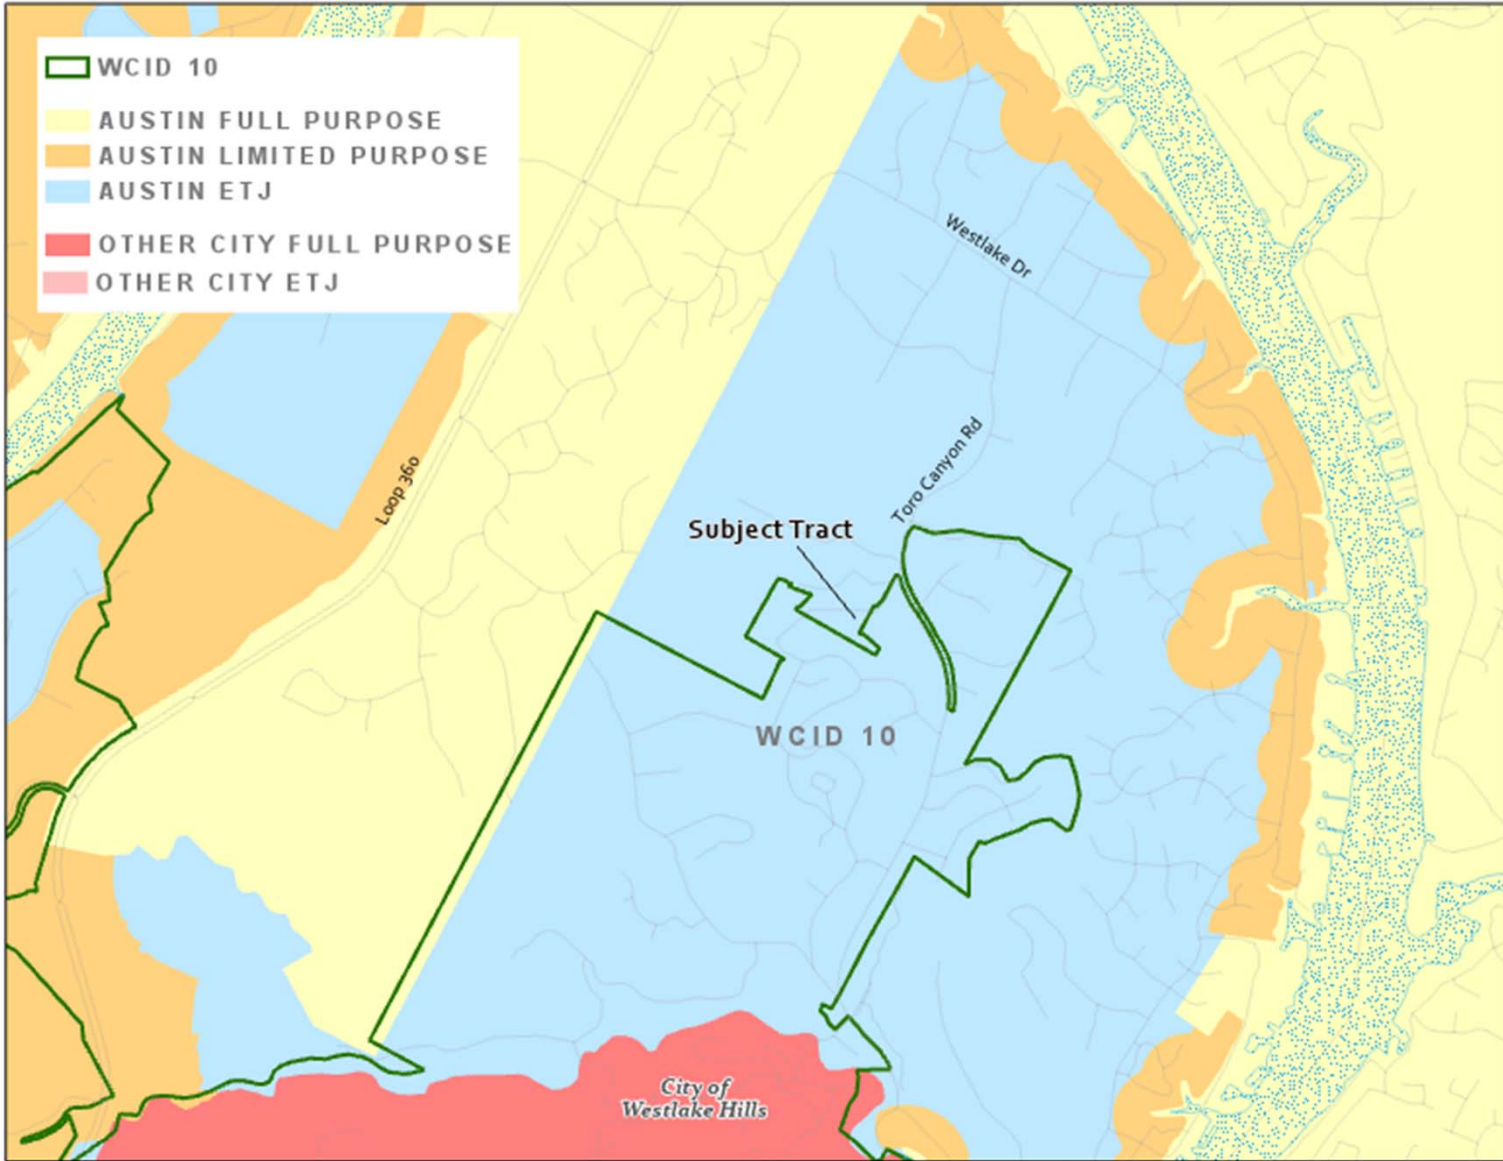 WCID 10
AUSTIN FULL PURPOSE
AUSTIN LIMITED PURPOSE
AUSTIN ETJ
OTHER CITY FULL PURPOSE
OTHER CITY ETJ
Westlake Dr
Loop 360
Toro Canyon Rd
Subject Tract
WCID 10
City of
Westlake Hills